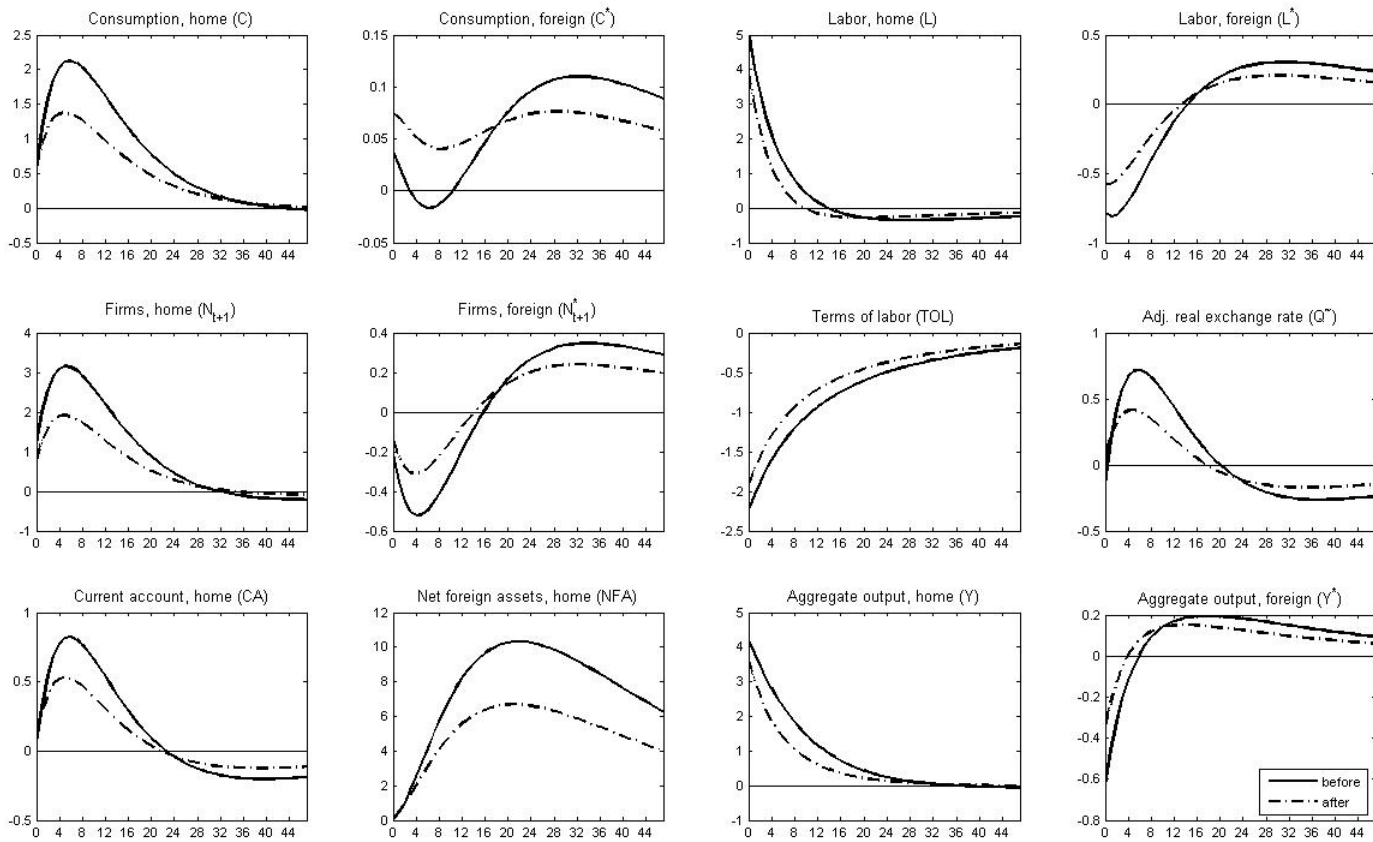 Consumption, home (C)
2.5
2
1.5
1
0.5
0
-0.5
0 4 8 12 16 20 24 28 32 36 40 44
Consumption, foreign (C*)
0.15
0.1
0.05
0
-0.05
0 4 8 12 16 20 24 28 32 36 40 44
Labor, home (L)
5
4
3
2
1
0
-1
0 4 8 12 16 20 24 28 32 36 40 44
Labor, foreign (L*)
0.5
0
-0.5
-1
0 4 8 12 16 20 24 28 32 36 40 44
Firms, home (Nt+1)
4
3
2
1
0
-1
0 4 8 12 16 20 24 28 32 36 40 44
Firms, foreign (N*t+1)
0.4
0.2
0
-0.2
-0.4
-0.6
0 4 8 12 16 20 24 28 32 36 40 44
Terms of labor (TOL)
0
-0.5
-1
-1.5
-2
-2.5
0 4 8 12 16 20 24 28 32 36 40 44
Adj. real exchange rate (Q~)
1
0.5
0
-0.5
0 4 8 12 16 20 24 28 32 36 40 44
Current account, home (CA)
1
0.5
0
-0.5
0 4 8 12 16 20 24 28 32 36 40 44
Net foreign assets, home (NFA)
12
10
8
6
4
2
0
0 4 8 12 16 20 24 28 32 36 40 44
Aggregate output, home (Y)
5
4
3
2
1
0
-1
0 4 8 12 16 20 24 28 32 36 40 44
Aggregate output, foreign (Y*)
0.2
0
-0.2
-0.4
-0.6
-0.8
0 4 8 12 16 20 24 28 32 36 40 44
before
after